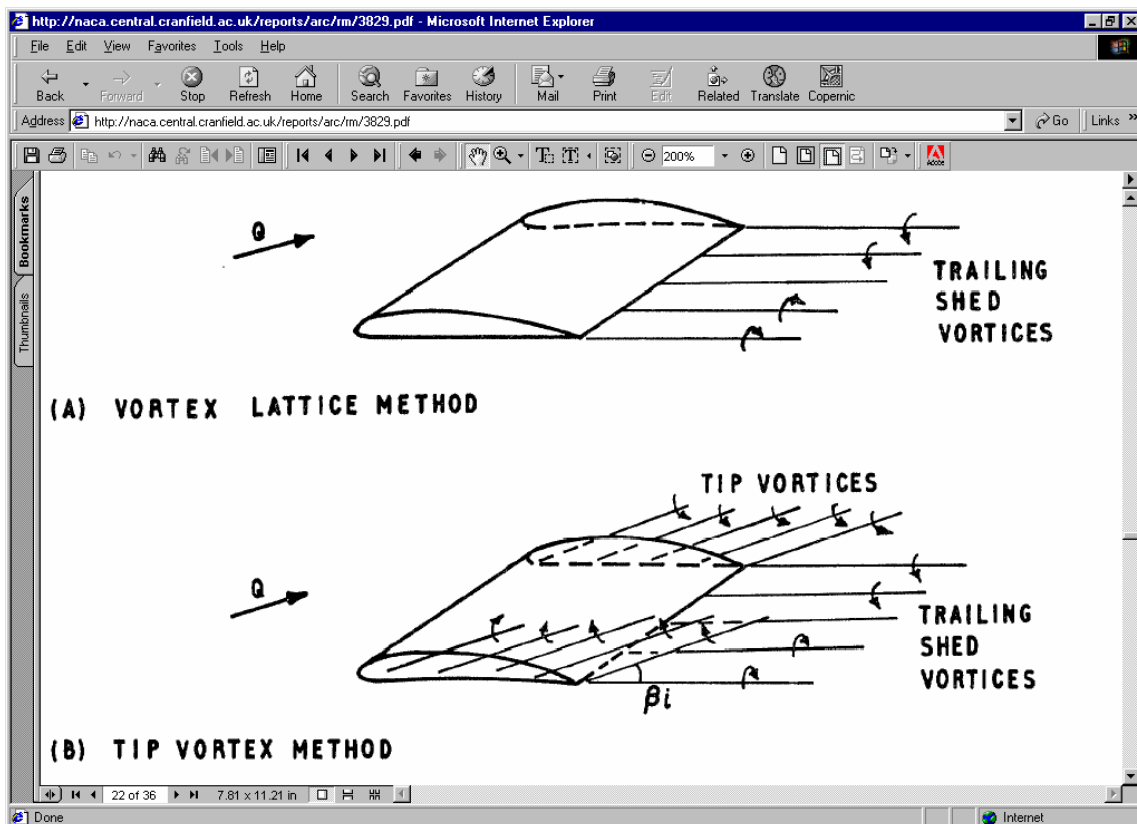 http://naca.central.cranfield.ac.uk/reports/arc/rm/3829.pdf - Microsoft Internet Explorer
File Edit View Favorites Tools Help
Back Forward Stop Refresh Home Search Favorites History Mail Print Edit Related Translate Copernic
Address http://naca.central.cranfield.ac.uk/reports/arc/rm/3829.pdf Go Links »
200% Adobe
Bookmarks
Thumbnails
Q
TRAILING
SHED
VORTICES
(A) VORTEX LATTICE METHOD
TIP VORTICES
Q
TRAILING
SHED
VORTICES
βi
(B) TIP VORTEX METHOD
22 of 36 7.81 x 11.21 in
Done Internet